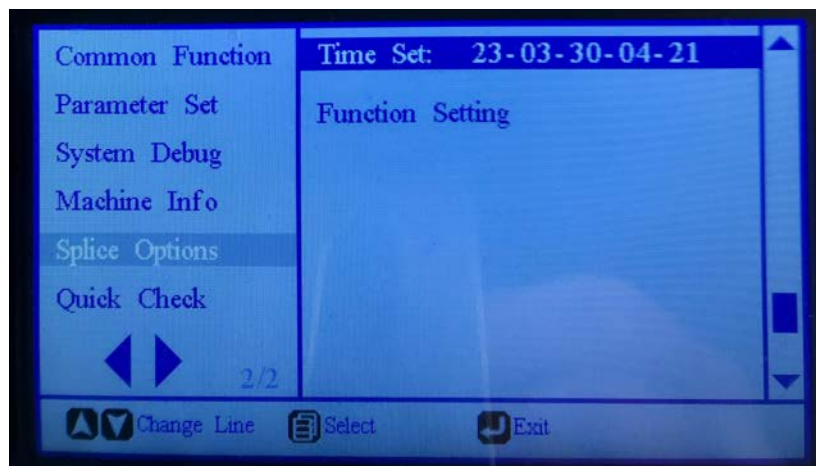 Common Function
Parameter Set
System Debug
Machine Info
Splice Options
Quick Check
2/2
Time Set: 23-03-30-04-21
Function Setting
Change Line
Select
Exit